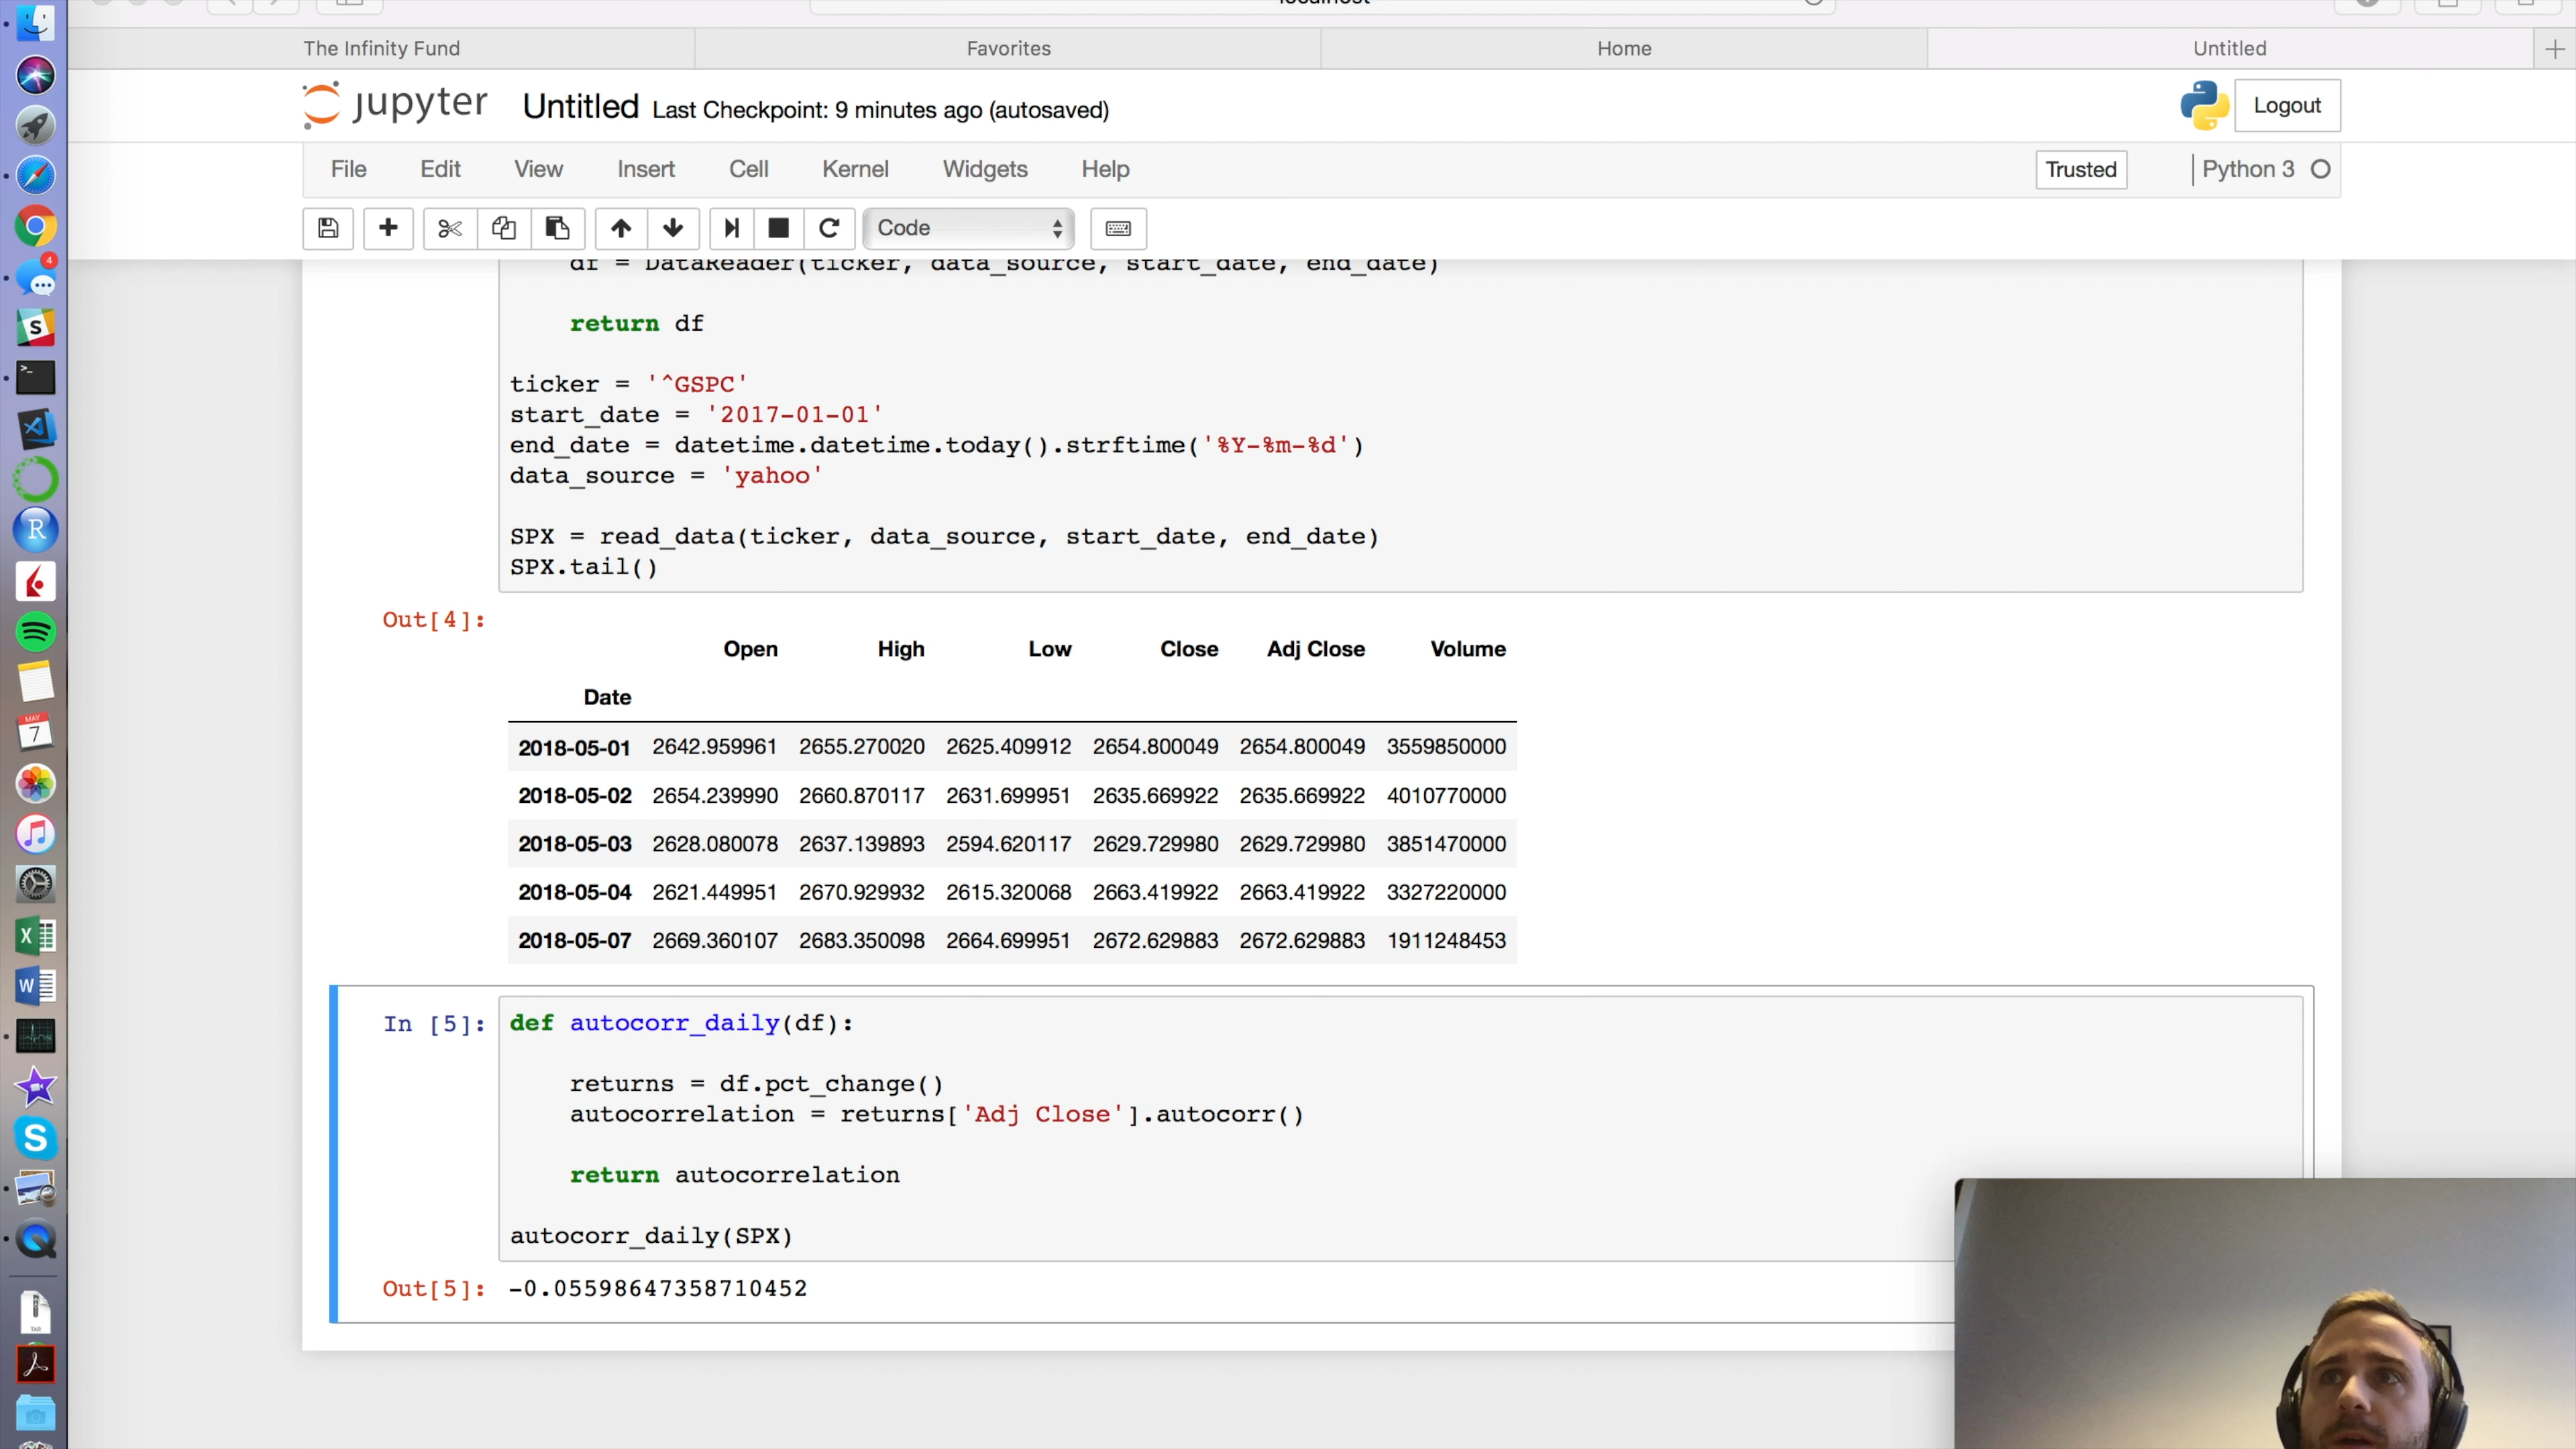 localhost
The Infinity Fund
Favorites
Home
Untitled
jupyter
Untitled Last Checkpoint: 9 minutes ago (autosaved)
Logout
File Edit View Insert Cell Kernel Widgets Help
Trusted
Python 3
Code
df = DataReader(ticker, data_source, start_date, end_date)
return df
ticker = '^GSPC'
start_date = '2017-01-01'
end_date = datetime.datetime.today().strftime('%Y-%m-%d')
data_source = 'yahoo'
SPX = read_data(ticker, data_source, start_date, end_date)
SPX.tail()
Out[4]:
Open High Low Close Adj Close Volume
Date
2018-05-01 2642.959961 2655.270020 2625.409912 2654.800049 2654.800049 3559850000
2018-05-02 2654.239990 2660.870117 2631.699951 2635.669922 2635.669922 4010770000
2018-05-03 2628.080078 2637.139893 2594.620117 2629.729980 2629.729980 3851470000
2018-05-04 2621.449951 2670.929932 2615.320068 2663.419922 2663.419922 3327220000
2018-05-07 2669.360107 2683.350098 2664.699951 2672.629883 2672.629883 1911248453
In [5]: def autocorr_daily(df):
returns = df.pct_change()
autocorrelation = returns['Adj Close'].autocorr()
return autocorrelation
autocorr_daily(SPX)
Out[5]: -0.05598647358710452
4
S
>_
R
MAY
7
X
W
S
TAR